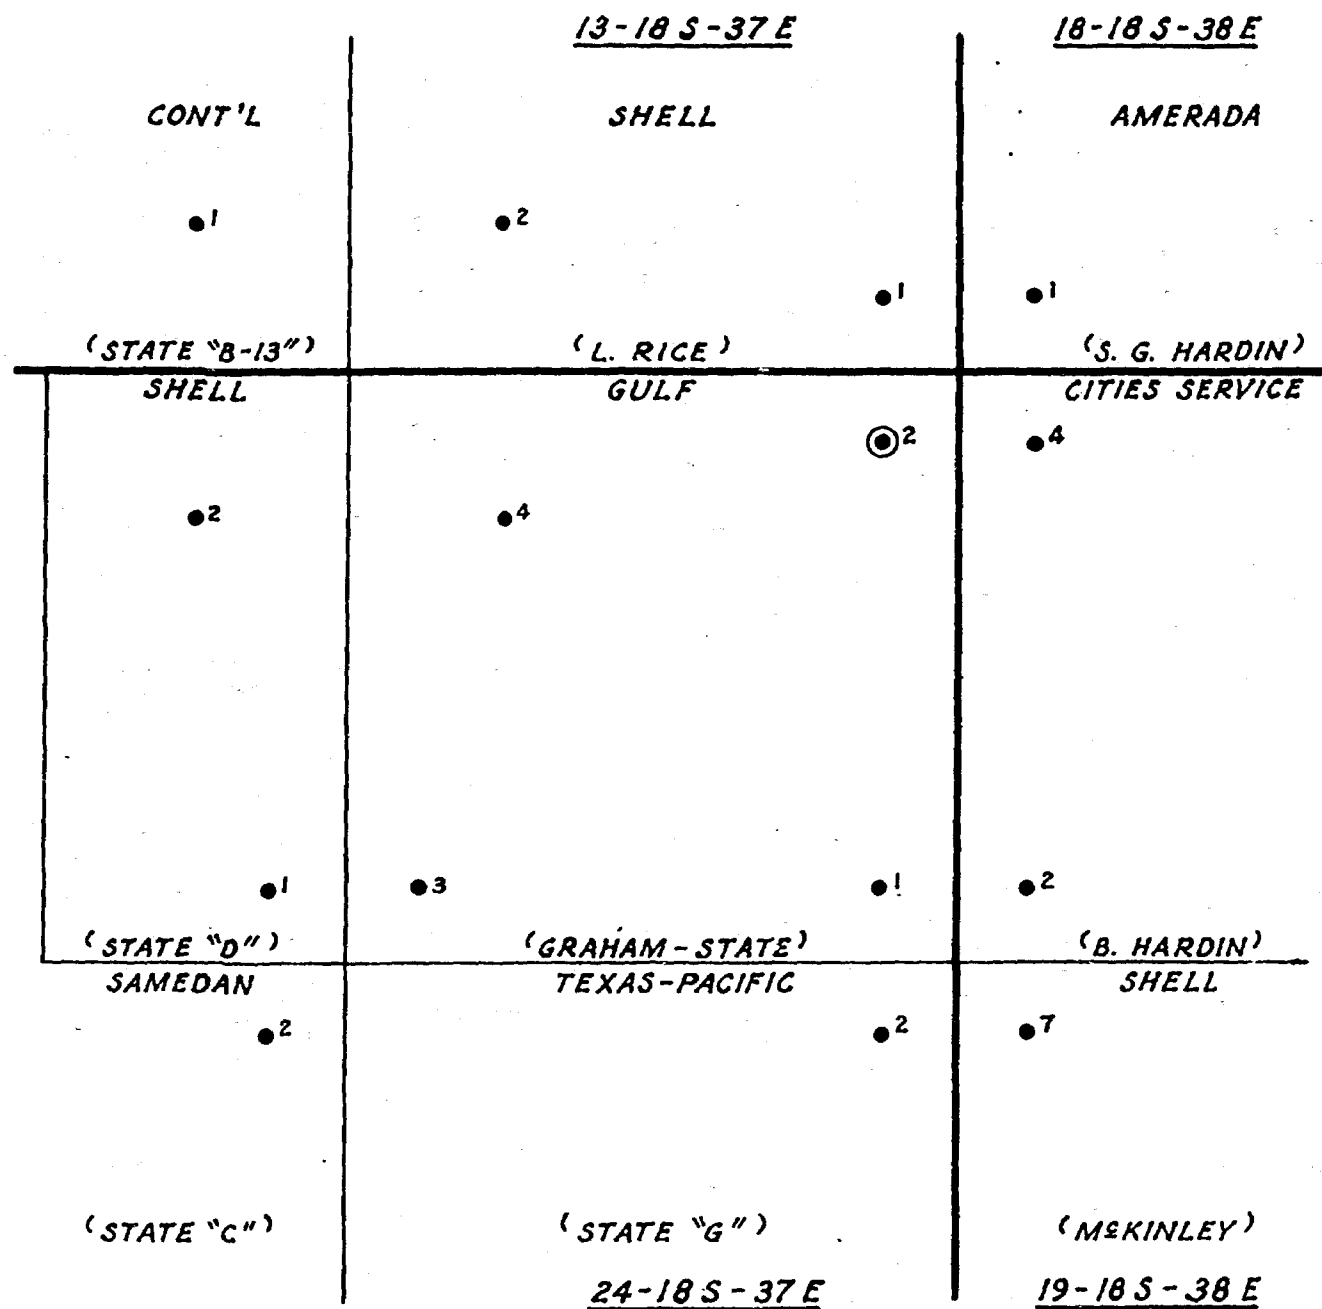 13-18 S-37 E 18-18 S-38 E
CONT'L SHELL AMERADA
1 2
1 1
(STATE "B-13") (L. RICE) (S. G. HARDIN)
SHELL GULF CITIES SERVICE
2 4
2 4
1 3 1 2
(STATE "D") (GRAHAM-STATE) (B. HARDIN)
SAMEDAN TEXAS-PACIFIC SHELL
2 2 7
(STATE "C") (STATE "G") (McKINLEY)
24-18 S-37 E 19-18 S-38 E